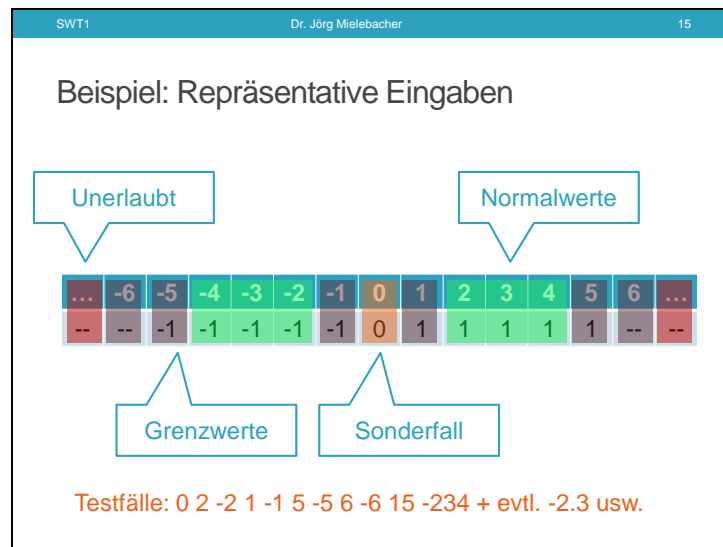 SWT1 Dr. Jörg Mielebacher 15
Beispiel: Repräsentative Eingaben
Unerlaubt Normalwerte
... -6 -5 -4 -3 -2 -1 0 1 2 3 4 5 6 ...
-- -- -1 -1 -1 -1 -1 0 1 1 1 1 1 -- --
Grenzwerte Sonderfall
Testfälle: 0 2 -2 1 -1 5 -5 6 -6 15 -234 + evtl. -2.3 usw.